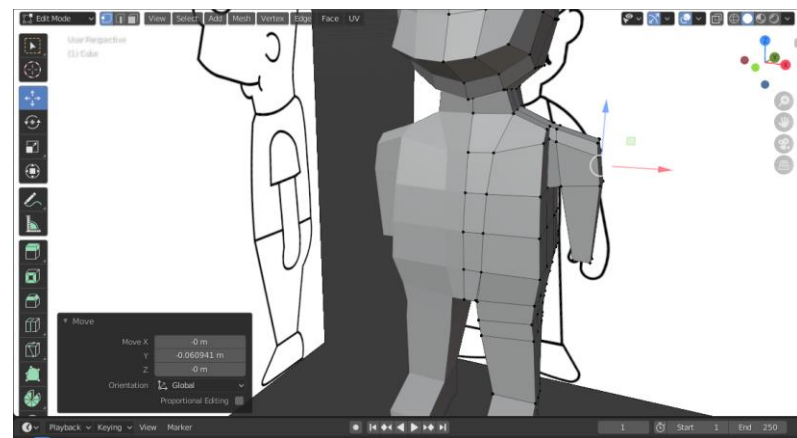 Edit Mode View Select Add Mesh Vertex Edge Face UV
User Perspective
(1) Cube
Z
X
Move
Move X -0 m
Y -0.060941 m
Z -0 m
Orientation Global
Proportional Editing
Playback Keying View Marker 1 Start 1 End 250